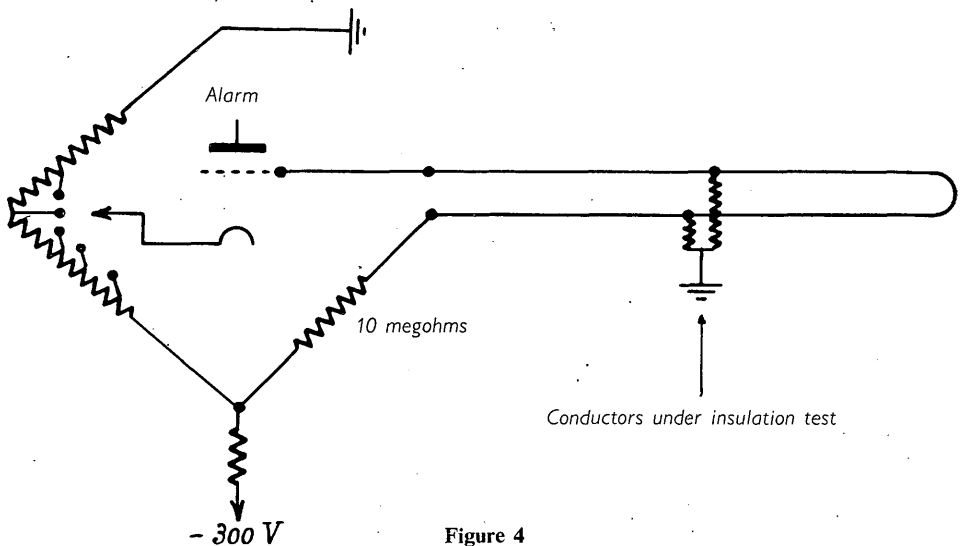 Alarm
10 megohms
Conductors under insulation test
- 300 V
Figure 4